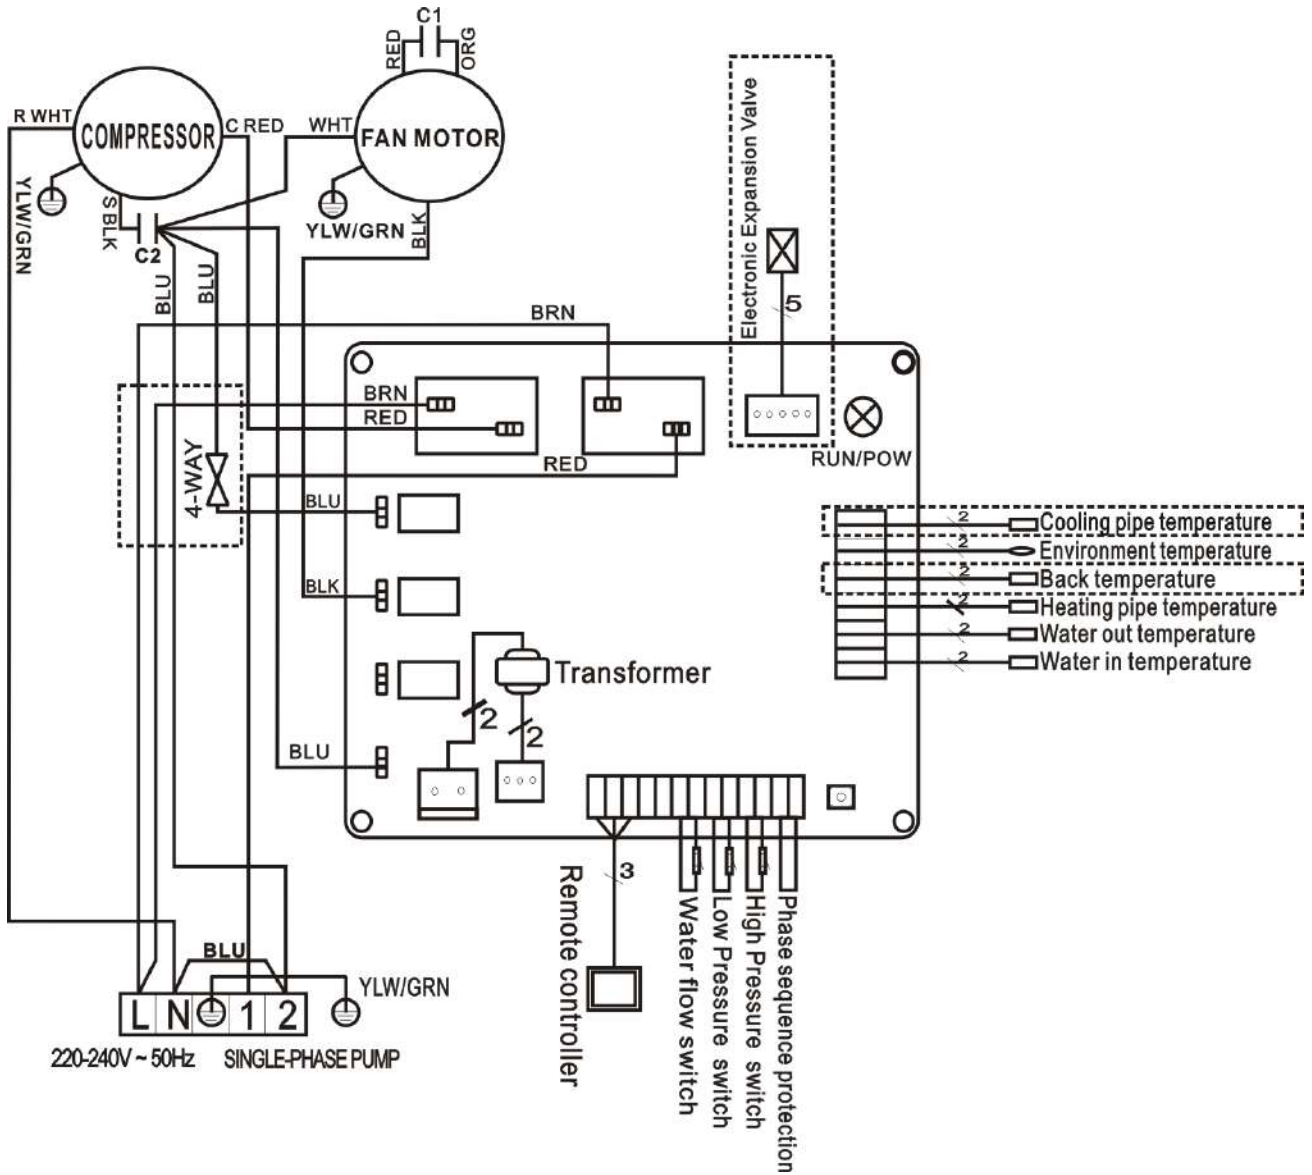 C1
RED
ORG
R WHT
COMPRESSOR
C RED
WHT
FAN MOTOR
YLW/GRN
S BLK
C2
YLW/GRN
BLK
BLU
BLU
Electronic Expansion Valve
5
BRN
BRN
RED
RED
RUN/POW
4-WAY
BLU
BLK
BLU
Transformer
2
2
2 Cooling pipe temperature
2 Environment temperature
2 Back temperature
2 Heating pipe temperature
2 Water out temperature
2 Water in temperature
3
Remote controller
Water flow switch
Low Pressure switch
High Pressure switch
Phase sequence protection
BLU
YLW/GRN
L N 1 2
220-240V ~ 50Hz
SINGLE-PHASE PUMP